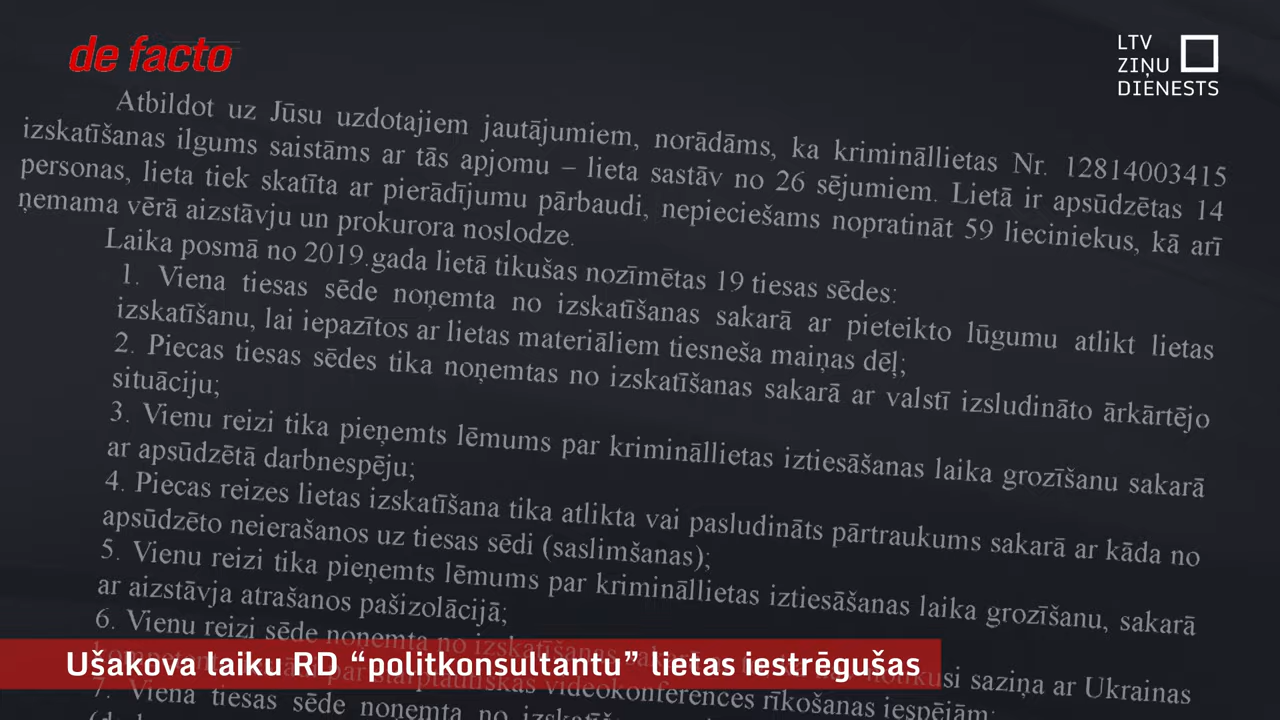 de facto
LTV
ZIŅU
DIENESTS
Atbildot uz Jūsu uzdotajiem jautājumiem, norādāms, ka krimināllietas Nr. 12814003415
izskatīšanas ilgums saistāms ar tās apjomu – lieta sastāv no 26 sējumiem. Lietā ir apsūdzētas 14
personas, lieta tiek skatīta ar pierādījumu pārbaudi, nepieciešams nopratināt 59 lieciniekus, kā arī
ņemama vērā aizstāvju un prokurora noslodze.
Laika posmā no 2019.gada lietā tikušas nozīmētas 19 tiesas sēdes:
1. Viena tiesas sēde noņemta no izskatīšanas sakarā ar pieteikto lūgumu atlikt lietas
izskatīšanu, lai iepazītos ar lietas materiāliem tiesneša maiņas dēļ;
2. Piecas tiesas sēdes tika noņemtas no izskatīšanas sakarā ar valstī izsludināto ārkārtējo
situāciju;
3. Vienu reizi tika pieņemts lēmums par krimināllietas iztiesāšanas laika grozīšanu sakarā
ar apsūdzētā darbnespēju;
4. Piecas reizes lietas izskatīšana tika atlikta vai pasludināts pārtraukums sakarā ar kāda no
apsūdzēto neierašanos uz tiesas sēdi (saslimšanas);
5. Vienu reizi tika pieņemts lēmums par krimināllietas iztiesāšanas laika grozīšanu, sakarā
ar aizstāvja atrašanos pašizolācijā;
6. Vienu reizi sēde noņemta no izskatīšanas sakarā saziņa ar Ukrainas
par starptautiskās videokonferences rīkošanas iespējām;
7. Viena tiesas sēde noņemta no
Ušakova laiku RD “politkonsultantu” lietas iestrēgušas